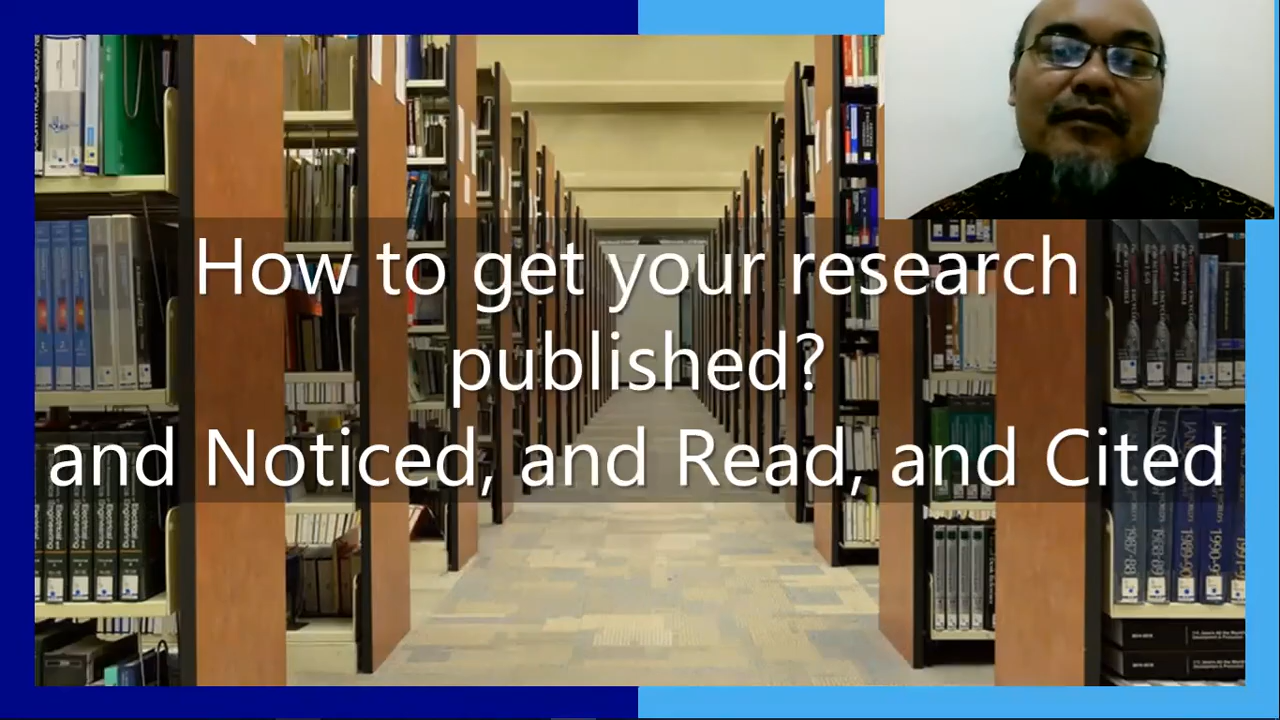 How to get your research
published?
and Noticed, and Read, and Cited